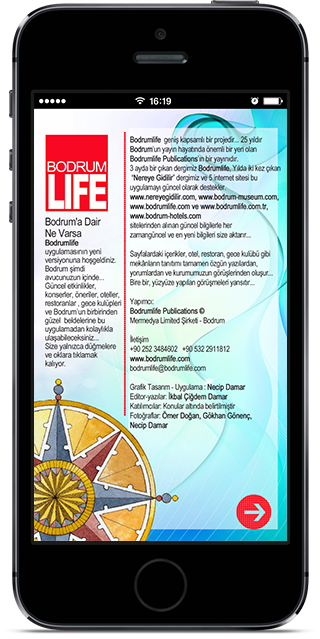 16:19
BODRUM
LIFE
Bodrum'a Dair
Ne Varsa
Bodrumlife
uygulamasının yeni
versiyonuna hoşgeldiniz.
Bodrum şimdi
avucunuzun içinde...
Güncel etkinlikler,
konserler, öneriler, oteller,
restoranlar , gece kulüpleri
ve Bodrum'un birbirinden
güzel beldelerine bu
uygulamadan kolaylıkla
ulaşabileceksiniz...
Size yalnızca düğmelere
ve oklara tıklamak
kalıyor.
Bodrumlife geniş kapsamlı bir projedir... 25 yıldır
Bodrum'un yayın hayatında önemli bir yeri olan
Bodrumlife Publications'ın bir yayınıdır.
3 ayda bir çıkan dergimiz Bodrumlife, Yılda iki kez çıkan
"Nereye Gidilir" dergimiz ve 5 internet sitesi bu
uygulamayı güncel olarak destekler.
www.nereyegidilir.com, www.bodrum-museum.com,
www.bodrumlife.com ve www.bodrumlife.com.tr,
www.bodrum-hotels.com
sitelerinden alınan güncel bilgilerle her
zamangüncel ve en yeni bilgileri size aktarır...
Sayfalardaki içerikler, otel, restoran, gece kulübü gibi
mekânların tanıtımı tamamen özgün yazılardan,
yorumlardan ve kurumumuzun görüşlerinden oluşur...
Bire bir, yüzyüze yapılan görüşmeleri yansıtır...
Yapımcı:
Bodrumlife Publications ©
Mermedya Limited Şirketi - Bodrum
İletişim
+90 252 3484602 +90 532 2911812
www.bodrumlife.com
bodrumlife@bodrumlife.com
Grafik Tasarım - Uygulama : Necip Damar
Editor-yazılar: İkbal Çiğdem Damar
Katılımcılar: Konular altında belirtilmiştir
Fotoğraflar: Ömer Doğan, Gökhan Gönenç,
Necip Damar